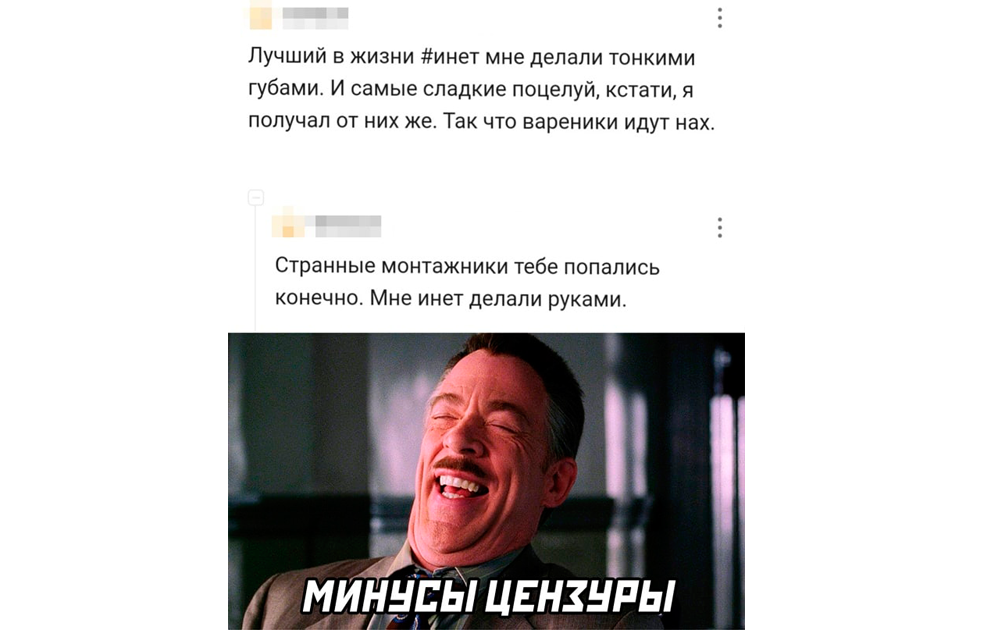 Лучший в жизни #инет мне делали тонкими
губами. И самые сладкие поцелуй, кстати, я
получал от них же. Так что вареники идут нах.
Странные монтажники тебе попались
конечно. Мне инет делали руками.
МИНУСЫ ЦЕНЗУРЫ